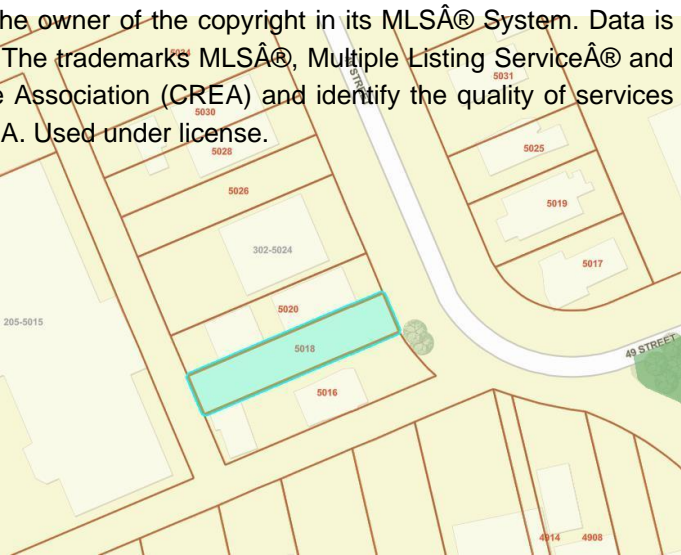 he owner of the copyright in its MLSÂ® System. Data is
The trademarks MLSÂ®, Multiple Listing ServiceÂ® and
e Association (CREA) and identify the quality of services
A. Used under license.
5034
STREET
5031
5030
5028
5025
5026
5019
302-5024
5017
5020
205-5015
5018
49 STREET
5016
4914
4908